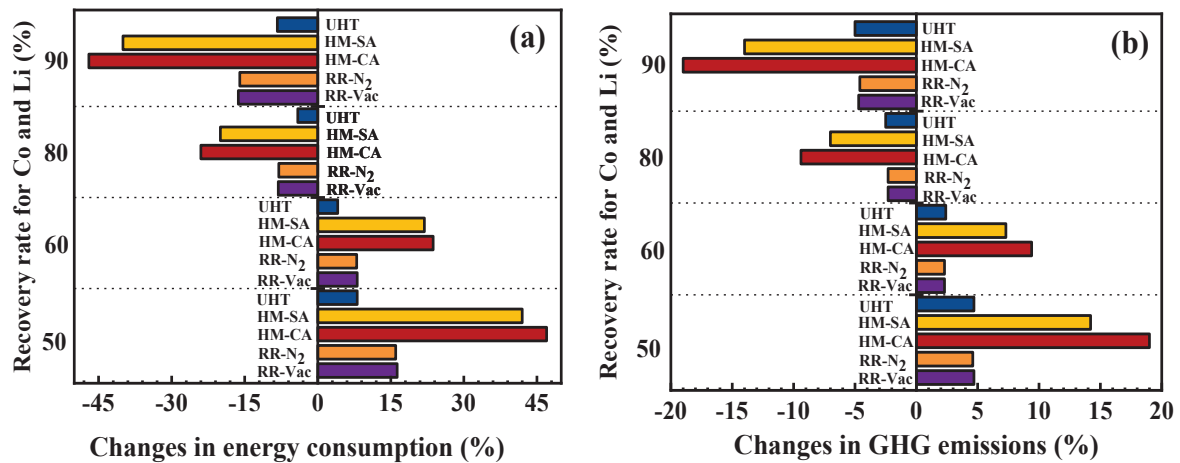 (a)
Recovery rate for Co and Li (%)
90
UHT
HM-SA
HM-CA
RR-N2
RR-Vac
80
UHT
HM-SA
HM-CA
RR-N2
RR-Vac
60
UHT
HM-SA
HM-CA
RR-N2
RR-Vac
50
UHT
HM-SA
HM-CA
RR-N2
RR-Vac
-45 -30 -15 0 15 30 45
Changes in energy consumption (%)
(b)
Recovery rate for Co and Li (%)
90
UHT
HM-SA
HM-CA
RR-N2
RR-Vac
80
UHT
HM-SA
HM-CA
RR-N2
RR-Vac
60
UHT
HM-SA
HM-CA
RR-N2
RR-Vac
50
UHT
HM-SA
HM-CA
RR-N2
RR-Vac
-20 -15 -10 -5 0 5 10 15 20
Changes in GHG emissions (%)